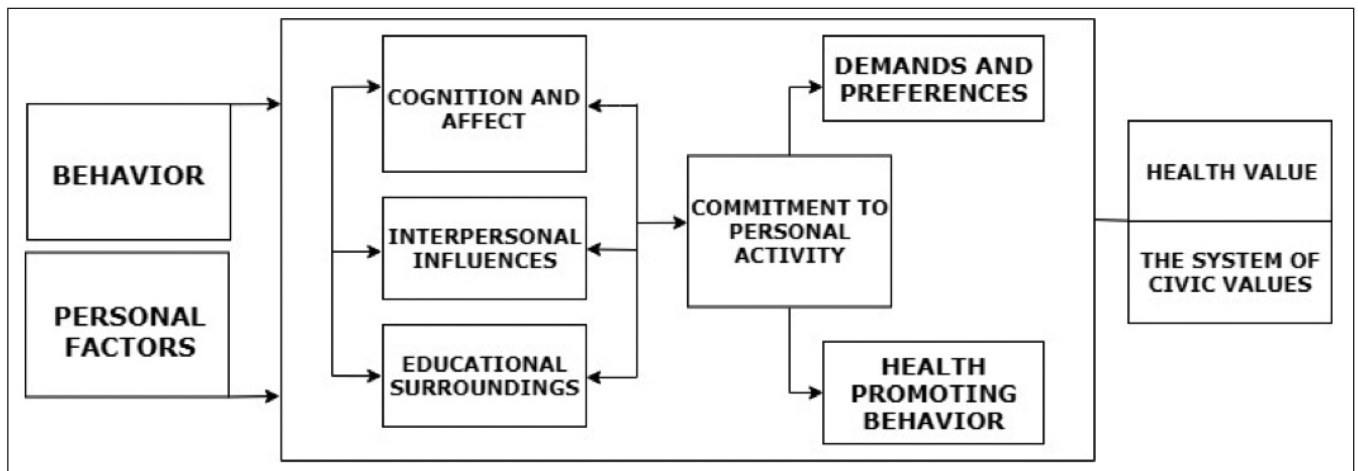 BEHAVIOR
PERSONAL
FACTORS
COGNITION AND
AFFECT
INTERPERSONAL
INFLUENCES
EDUCATIONAL
SURROUNDINGS
COMMITMENT TO
PERSONAL
ACTIVITY
DEMANDS AND
PREFERENCES
HEALTH
PROMOTING
BEHAVIOR
HEALTH VALUE
THE SYSTEM OF
CIVIC VALUES